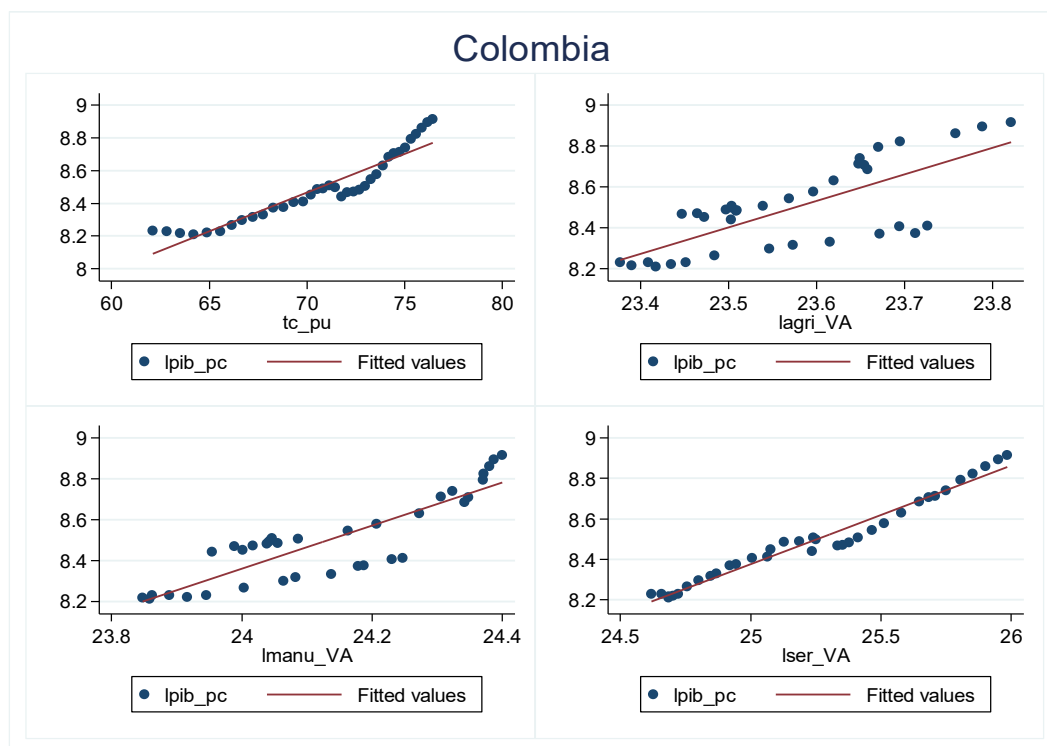 Colombia
9
8.8
8.6
8.4
8.2
8
60 65 70 75 80
tc_pu
lpib_pc Fitted values
9
8.8
8.6
8.4
8.2
23.4 23.5 23.6 23.7 23.8
lagri_VA
lpib_pc Fitted values
9
8.8
8.6
8.4
8.2
23.8 24 24.2 24.4
lmanu_VA
lpib_pc Fitted values
9
8.8
8.6
8.4
8.2
24.5 25 25.5 26
lser_VA
lpib_pc Fitted values